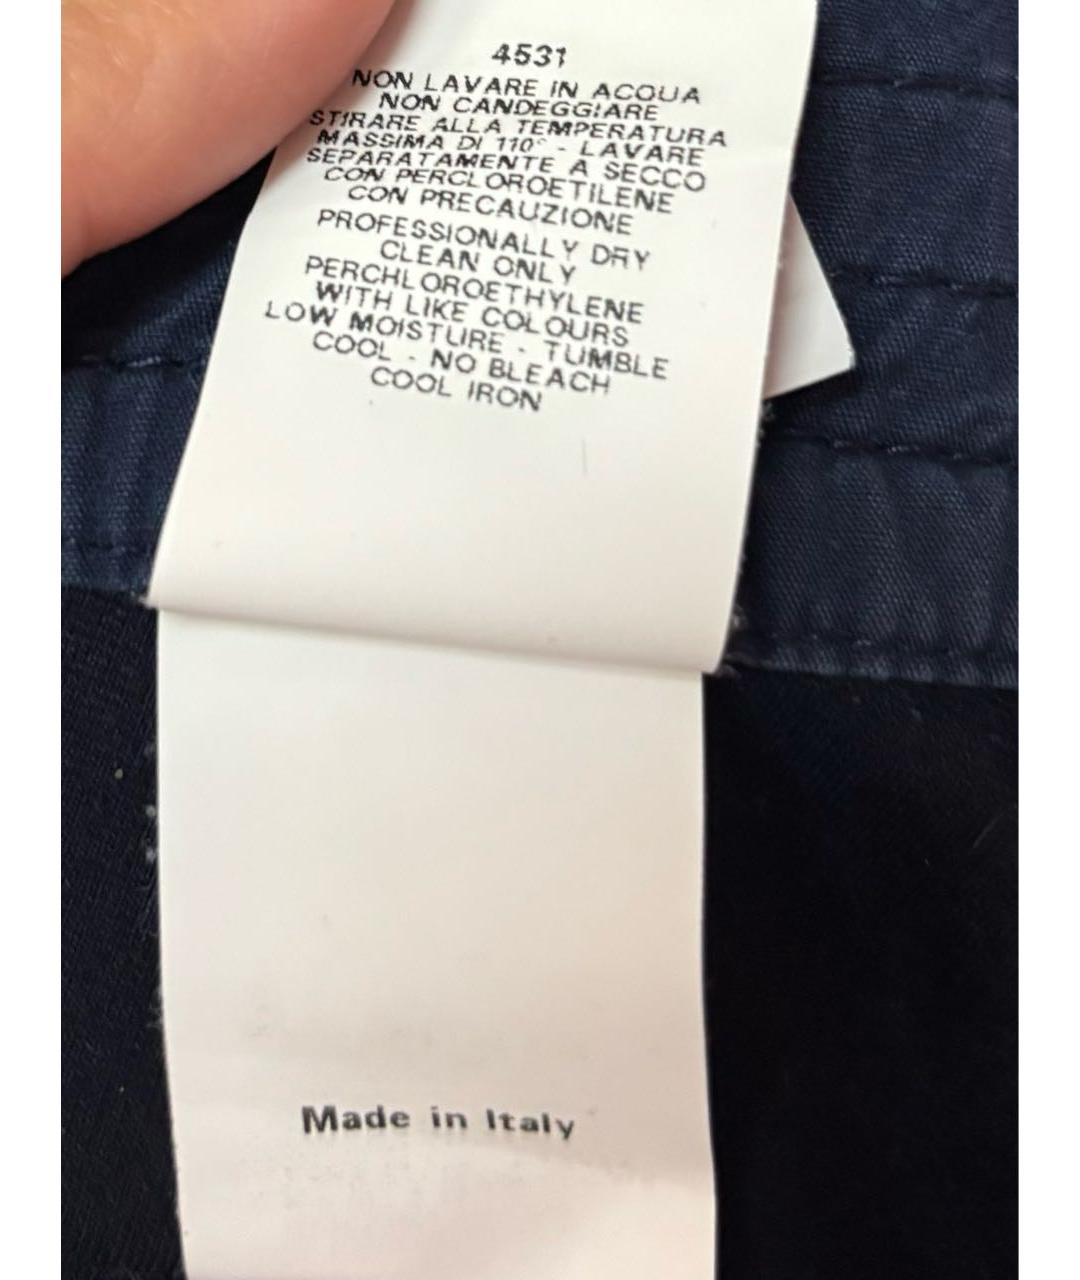 4531
NON LAVARE IN ACQUA
NON CANDEGGIARE
STIRARE ALLA TEMPERATURA
MASSIMA DI 110° - LAVARE
SEPARATAMENTE A SECCO
CON PERCLOROETILENE
CON PRECAUZIONE
PROFESSIONALLY DRY
CLEAN ONLY
PERCHLOROETHYLENE
WITH LIKE COLOURS
LOW MOISTURE - TUMBLE
COOL - NO BLEACH
COOL IRON
Made in Italy